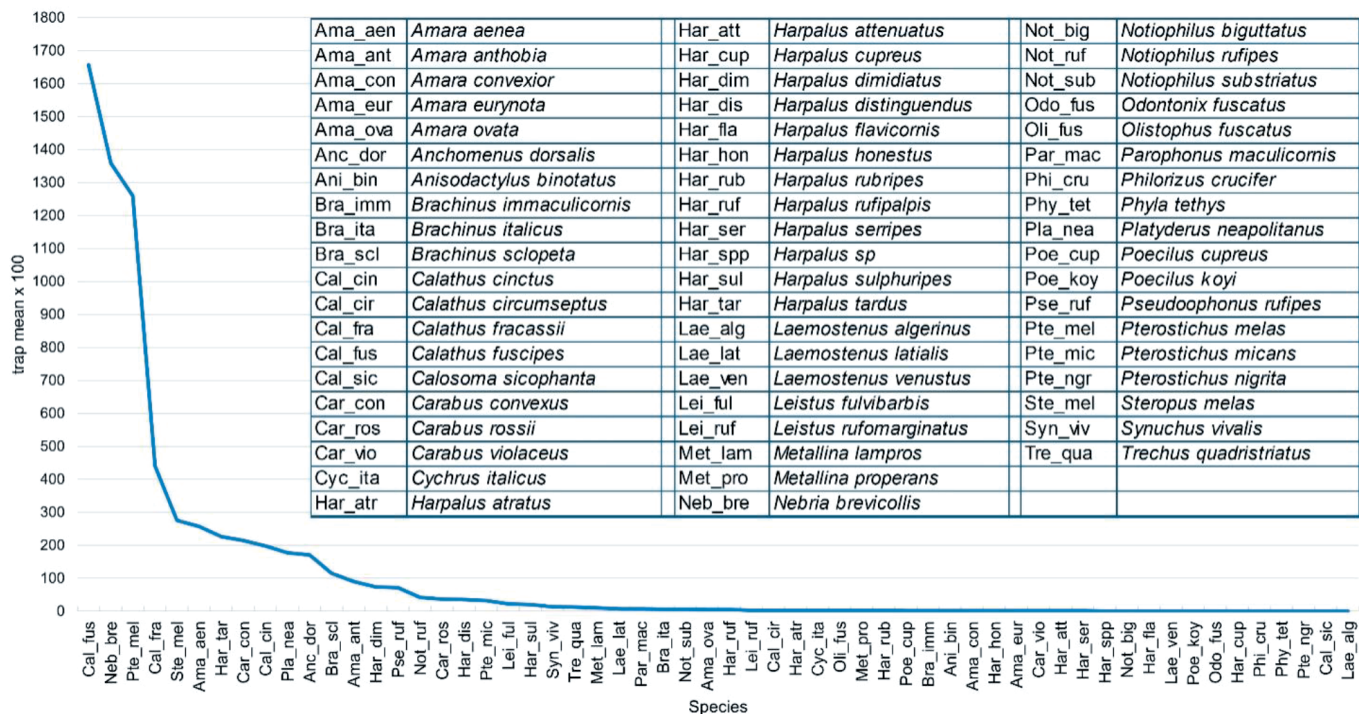 1800
1700
1600
1500
1400
1300
1200
1100
1000
900
800
700
600
500
400
300
200
100
0
trap mean x 100
Ama_aen Amara aenea Har_att Harpalus attenuatus Not_big Notiophilus biguttatus
Ama_ant Amara anthobia Har_cup Harpalus cupreus Not_ruf Notiophilus rufipes
Ama_con Amara convexior Har_dim Harpalus dimidiatus Not_sub Notiophilus substriatus
Ama_eur Amara eurynota Har_dis Harpalus distinguendus Odo_fus Odontonix fuscatus
Ama_ova Amara ovata Har_fla Harpalus flavicornis Oli_fus Olistophus fuscatus
Anc_dor Anchomenus dorsalis Har_hon Harpalus honestus Par_mac Parophonus maculicornis
Ani_bin Anisodactylus binotatus Har_rub Harpalus rubripes Phi_cru Philorizus crucifer
Bra_imm Brachinus immaculicornis Har_ruf Harpalus rufipalpis Phy_tet Phyla tethys
Bra_ita Brachinus italicus Har_ser Harpalus serripes Pla_nea Platyderus neapolitanus
Bra_scl Brachinus sclopeta Har_spp Harpalus sp Poe_cup Poecilus cupreus
Cal_cin Calathus cinctus Har_sul Harpalus sulphuripes Poe_koy Poecilus koyi
Cal_cir Calathus circumseptus Har_tar Harpalus tardus Pse_ruf Pseudoophonus rufipes
Cal_fra Calathus fracassii Lae_alg Laemostenus algerinus Pte_mel Pterostichus melas
Cal_fus Calathus fuscipes Lae_lat Laemostenus latialis Pte_mic Pterostichus micans
Cal_sic Calosoma sicophanta Lae_ven Laemostenus venustus Pte_ngr Pterostichus nigrita
Car_con Carabus convexus Lei_ful Leistus fulvibarbis Ste_mel Steropus melas
Car_ros Carabus rossii Lei_ruf Leistus rufomarginatus Syn_viv Synuchus vivalis
Car_vio Carabus violaceus Met_lam Metallina lampros Tre_qua Trechus quadristriatus
Cyc_ita Cychrus italicus Met_pro Metallina properans
Har_atr Harpalus atratus Neb_bre Nebria brevicollis
Cal_fus
Neb_bre
Pte_mel
Cal_fra
Ste_mel
Ama_aen
Har_tar
Car_con
Cal_cin
Pla_nea
Anc_dor
Bra_scl
Ama_ant
Har_dim
Pse_ruf
Not_ruf
Car_ros
Har_dis
Pte_mic
Lei_ful
Har_sul
Syn_viv
Tre_qua
Met_lam
Lae_lat
Par_mac
Bra_ita
Not_sub
Ama_ova
Har_ruf
Lei_ruf
Cal_cir
Har_atr
Cyc_ita
Oli_fus
Met_pro
Har_rub
Poe_cup
Bra_imm
Ani_bin
Ama_con
Har_hon
Ama_eur
Car_vio
Har_att
Har_ser
Har_spp
Not_big
Har_fla
Lae_ven
Poe_koy
Odo_fus
Har_cup
Phi_cru
Phy_tet
Pte_ngr
Cal_sic
Lae_alg
Species